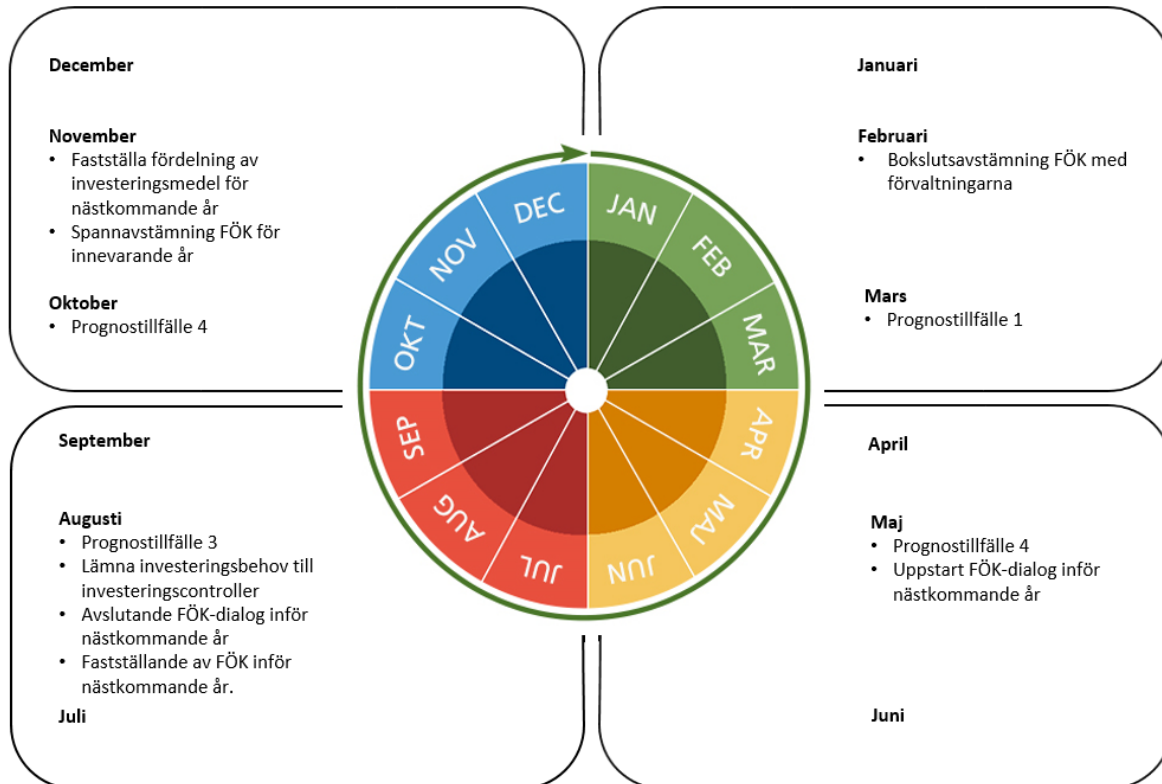 December
November
• Fastställa fördelning av
investeringsmedel för
nästkommande år
• Spannavstämning FÖK för
innevarande år
Oktober
• Prognostillfälle 4
Januari
Februari
• Bokslutsavstämning FÖK med
förvaltningarna
Mars
• Prognostillfälle 1
JAN
FEB
MAR
APR
MAJ
JUN
JUL
AUG
SEP
OKT
NOV
DEC
September
Augusti
• Prognostillfälle 3
• Lämna investeringsbehov till
investeringscontroller
• Avslutande FÖK-dialog inför
nästkommande år
• Fastställande av FÖK inför
nästkommande år.
Juli
April
Maj
• Prognostillfälle 4
• Uppstart FÖK-dialog inför
nästkommande år
Juni